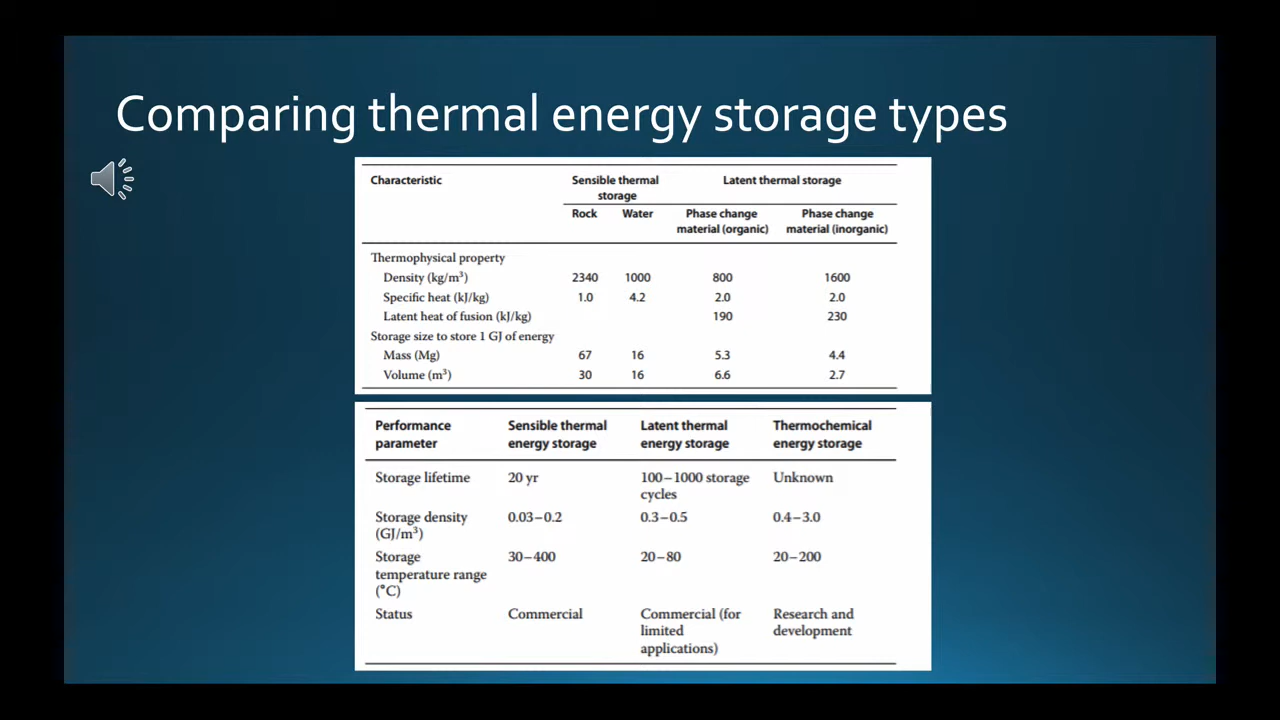 Comparing thermal energy storage types
Characteristic Sensible thermal storage Latent thermal storage
Rock Water Phase change material (organic) Phase change material (inorganic)
Thermophysical property
Density (kg/m³) 2340 1000 800 1600
Specific heat (kJ/kg) 1.0 4.2 2.0 2.0
Latent heat of fusion (kJ/kg) 190 230
Storage size to store 1 GJ of energy
Mass (Mg) 67 16 5.3 4.4
Volume (m³) 30 16 6.6 2.7
Performance parameter Sensible thermal energy storage Latent thermal energy storage Thermochemical energy storage
Storage lifetime 20 yr 100–1000 storage cycles Unknown
Storage density (GJ/m³) 0.03–0.2 0.3–0.5 0.4–3.0
Storage temperature range (°C) 30–400 20–80 20–200
Status Commercial Commercial (for limited applications) Research and development